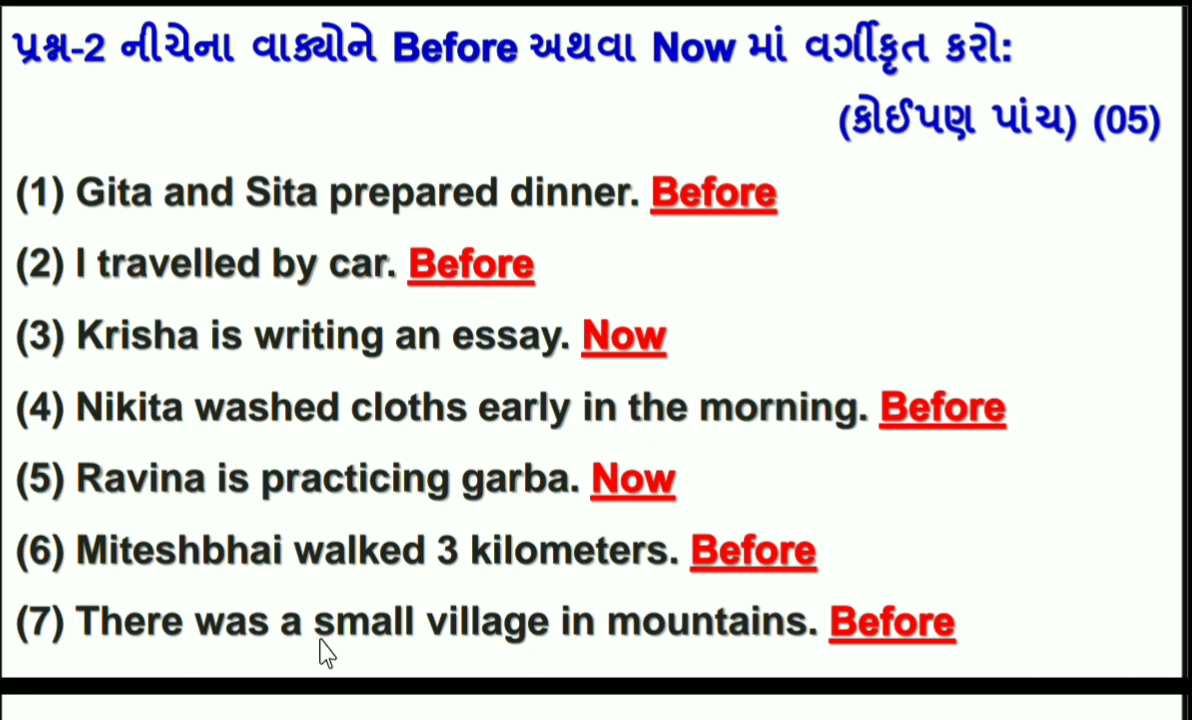 પ્રશ્ન-2 નીચેના વાક્યોને Before અથવા Now માં વર્ગીકૃત કરો:
(કોઈપણ પાંચ) (05)
(1) Gita and Sita prepared dinner. Before
(2) I travelled by car. Before
(3) Krisha is writing an essay. Now
(4) Nikita washed cloths early in the morning. Before
(5) Ravina is practicing garba. Now
(6) Miteshbhai walked 3 kilometers. Before
(7) There was a small village in mountains. Before